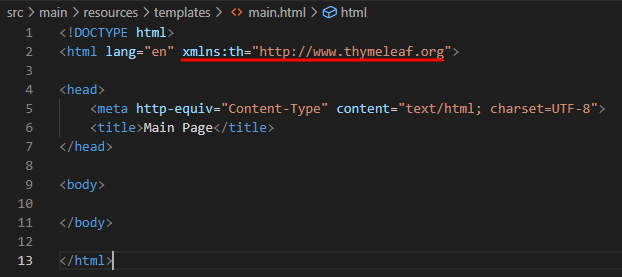 src > main > resources > templates > <> main.html > html
1 <!DOCTYPE html>
2 <html lang="en" xmlns:th="http://www.thymeleaf.org">
3
4 <head>
5     <meta http-equiv="Content-Type" content="text/html; charset=UTF-8">
6     <title>Main Page</title>
7 </head>
8
9 <body>
10
11 </body>
12
13 </html>